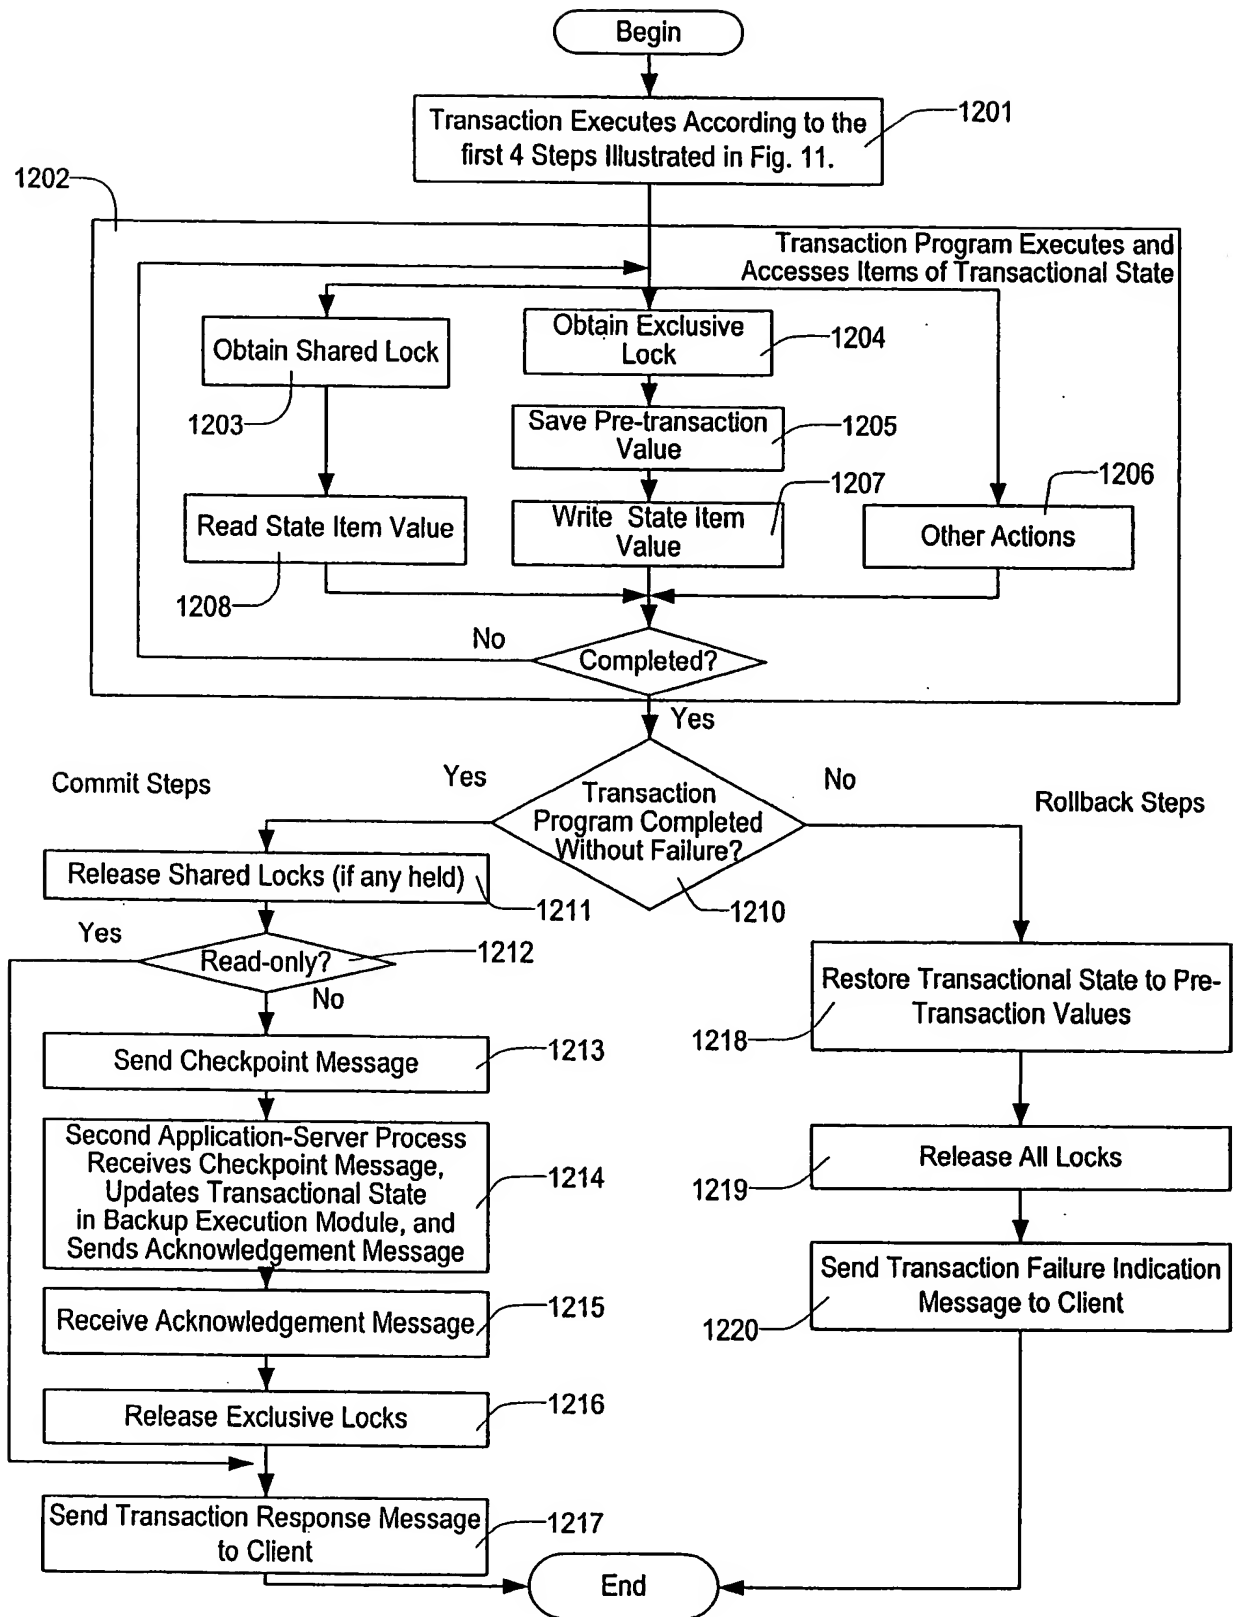 Begin
Transaction Executes According to the
first 4 Steps Illustrated in Fig. 11.
1201
1202
Transaction Program Executes and
Accesses Items of Transactional State
Obtain Shared Lock
1203
Obtain Exclusive
Lock
1204
Save Pre-transaction
Value
1205
1206
1207
Read State Item Value
1208
Write State Item
Value
Other Actions
No
Completed?
Yes
Commit Steps
Yes
Transaction
Program Completed
Without Failure?
No
Rollback Steps
1210
Release Shared Locks (if any held)
1211
Yes
Read-only?
1212
No
Restore Transactional State to Pre-
Transaction Values
1218
Send Checkpoint Message
1213
Second Application-Server Process
Receives Checkpoint Message,
Updates Transactional State
in Backup Execution Module, and
Sends Acknowledgement Message
1214
Release All Locks
1219
Receive Acknowledgement Message
1215
Send Transaction Failure Indication
Message to Client
1220
Release Exclusive Locks
1216
Send Transaction Response Message
to Client
1217
End